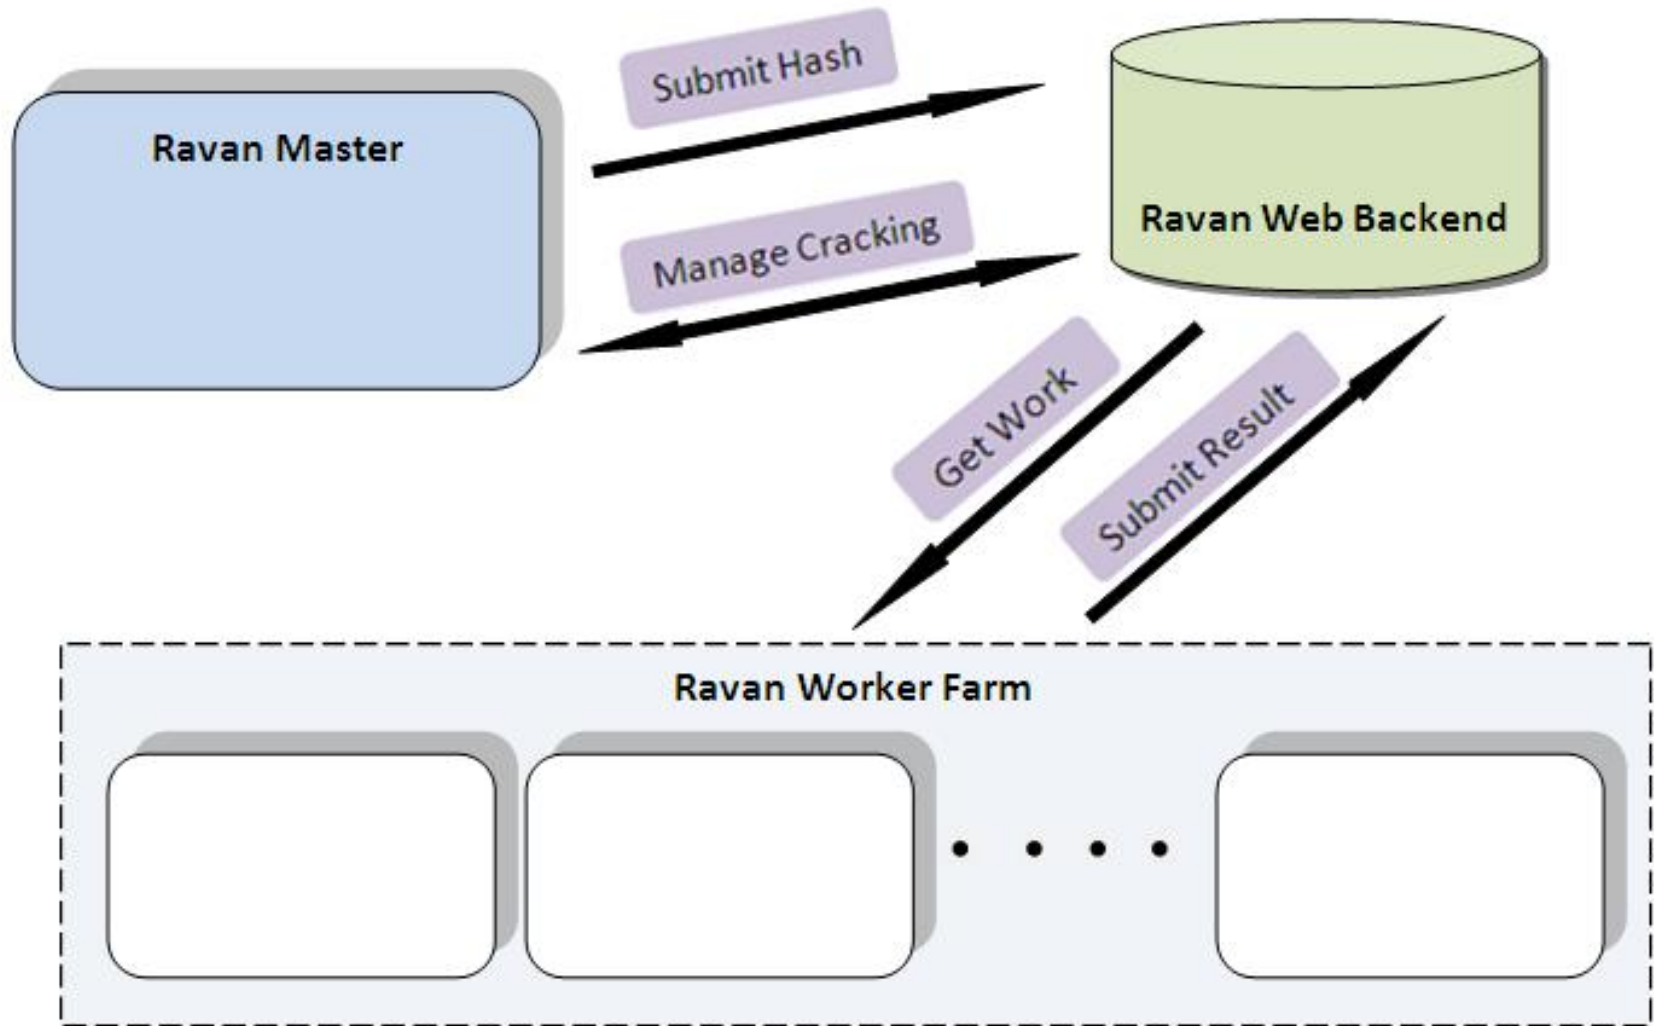 Ravan Master
Submit Hash
Manage Cracking
Ravan Web Backend
Get Work
Submit Result
Ravan Worker Farm